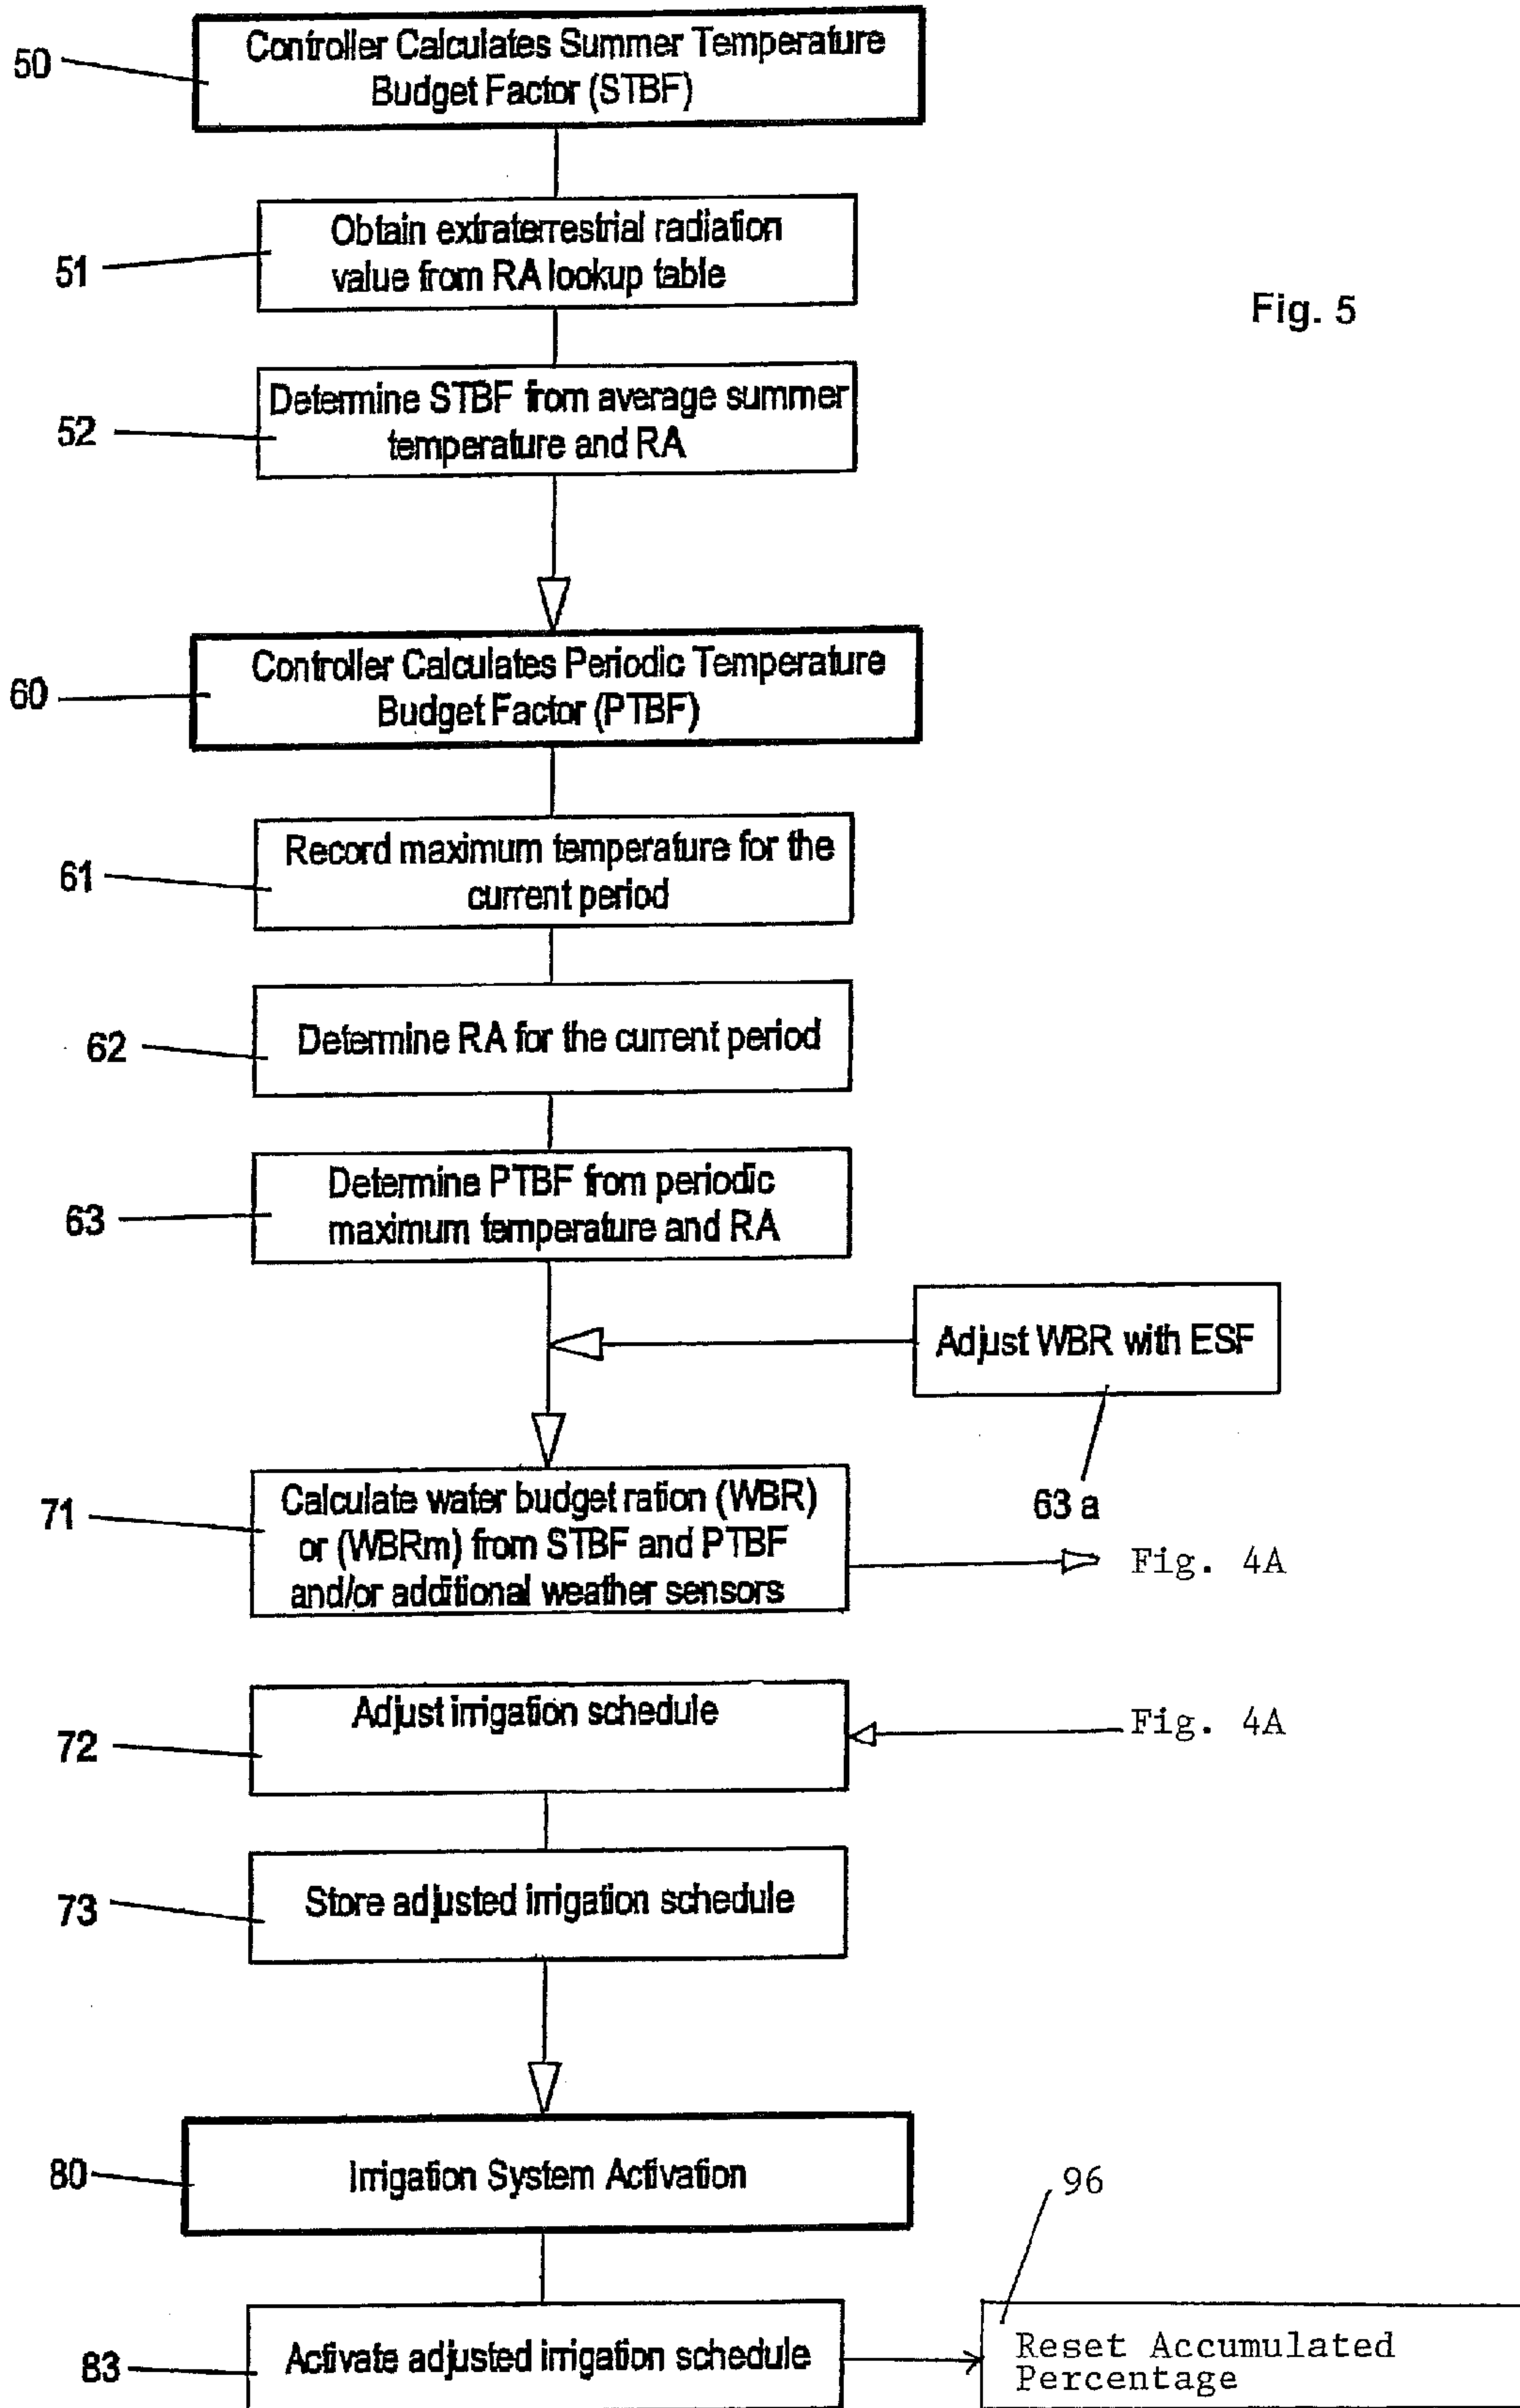 50
Controller Calculates Summer Temperature
Budget Factor (STBF)
51
Obtain extraterrestrial radiation
value from RA lookup table
Fig. 5
52
Determine STBF from average summer
temperature and RA
60
Controller Calculates Periodic Temperature
Budget Factor (PTBF)
61
Record maximum temperature for the
current period
62
Determine RA for the current period
63
Determine PTBF from periodic
maximum temperature and RA
Adjust WBR with ESF
63 a
71
Calculate water budget ration (WBR)
or (WBRm) from STBF and PTBF
and/or additional weather sensors
Fig. 4A
72
Adjust irrigation schedule
Fig. 4A
73
Store adjusted irrigation schedule
80
Irrigation System Activation
96
83
Activate adjusted irrigation schedule
Reset Accumulated
Percentage